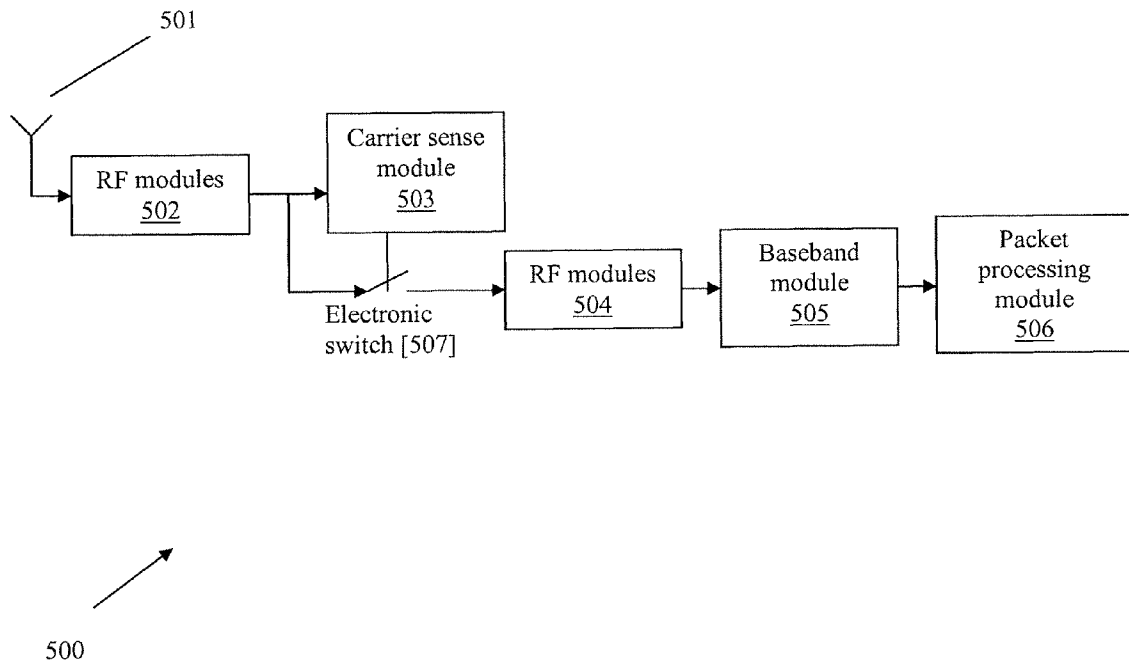 501
RF modules
502
Carrier sense
module
503
Electronic
switch [507]
RF modules
504
Baseband
module
505
Packet
processing
module
506
500